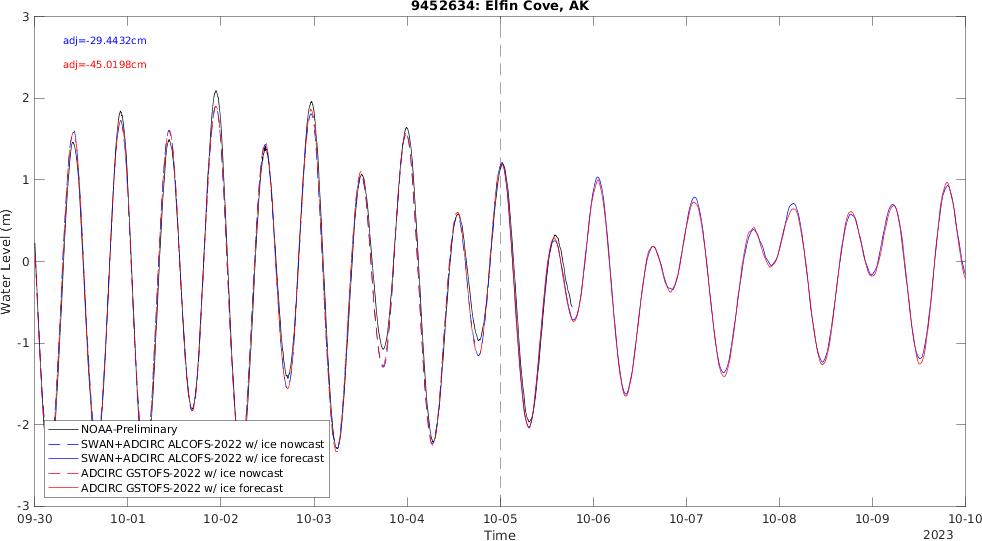 9452634: Elfin Cove, AK
adj=-29.4432cm
adj=-45.0198cm
3
2
1
0
-1
-2
-3
Water Level (m)
NOAA-Preliminary
SWAN+ADCIRC ALCOFS-2022 w/ ice nowcast
SWAN+ADCIRC ALCOFS-2022 w/ ice forecast
ADCIRC GSTOFS-2022 w/ ice nowcast
ADCIRC GSTOFS-2022 w/ ice forecast
09-30 10-01 10-02 10-03 10-04 10-05 10-06 10-07 10-08 10-09 10-10
Time
2023